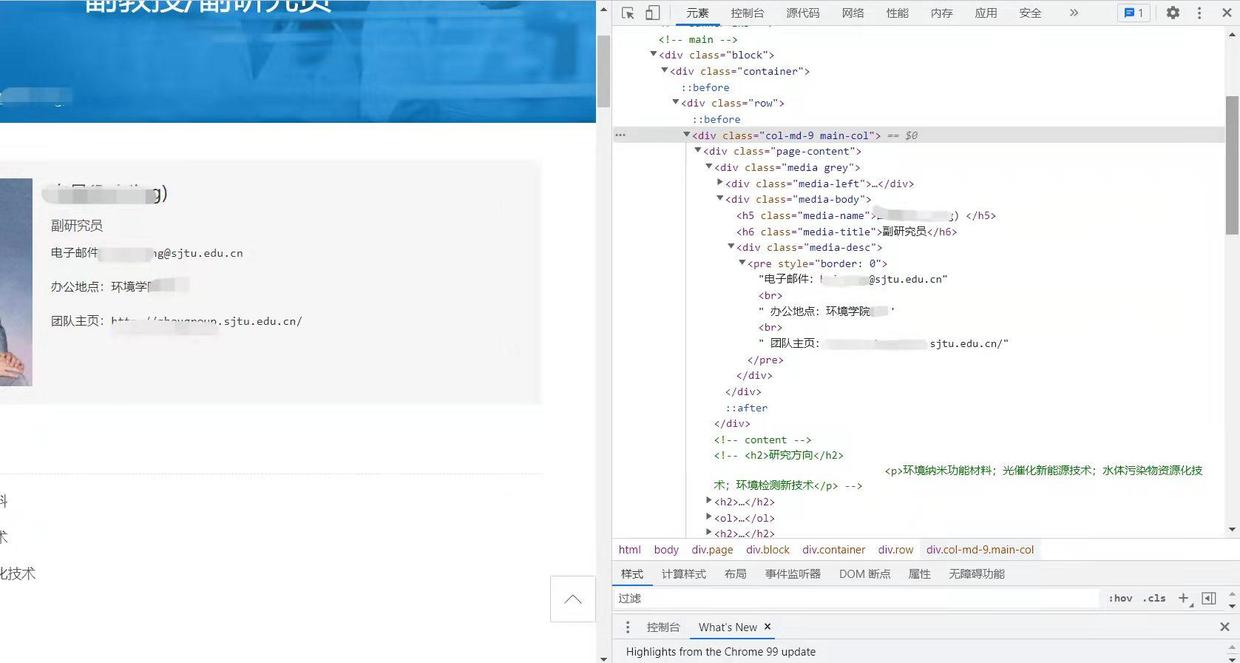 副教授/副研究员
g)
副研究员
电子邮件
ng@sjtu.edu.cn
办公地点：环境学院
团队主页：
.sjtu.edu.cn/
料
术
化技术
元素 控制台 源代码 网络 性能 内存 应用 安全 » 1
<!-- main -->
<div class="block">
<div class="container">
::before
<div class="row">
::before
<div class="col-md-9 main-col"> == $0
<div class="page-content">
<div class="media grey">
<div class="media-left">…</div>
<div class="media-body">
<h5 class="media-name"> g) </h5>
<h6 class="media-title">副研究员</h6>
<div class="media-desc">
<pre style="border: 0">
"电子邮件： @sjtu.edu.cn"
<br>
" 办公地点：环境学院 "
<br>
" 团队主页： sjtu.edu.cn/"
</pre>
</div>
</div>
::after
</div>
<!-- content -->
<!-- <h2>研究方向</h2>
<p>环境纳米功能材料；光催化新能源技术；水体污染物资源化技
术；环境检测新技术</p> -->
<h2>…</h2>
<ol>…</ol>
<h2>…</h2>
html body div.page div.block div.container div.row div.col-md-9.main-col
样式 计算样式 布局 事件监听器 DOM 断点 属性 无障碍功能
过滤 :hov .cls +
控制台 What's New ×
Highlights from the Chrome 99 update